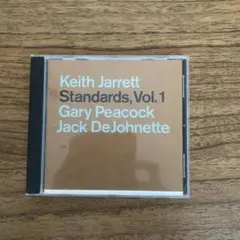 Keith Jarrett
Standards, Vol. 1
Gary Peacock
Jack DeJohnette